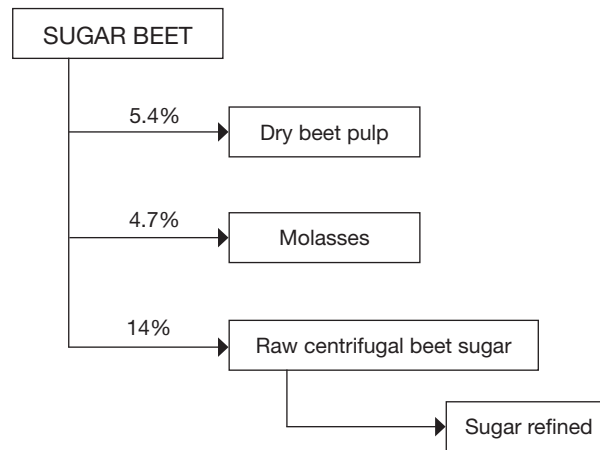 SUGAR BEET
5.4%
Dry beet pulp
4.7%
Molasses
14%
Raw centrifugal beet sugar
Sugar refined